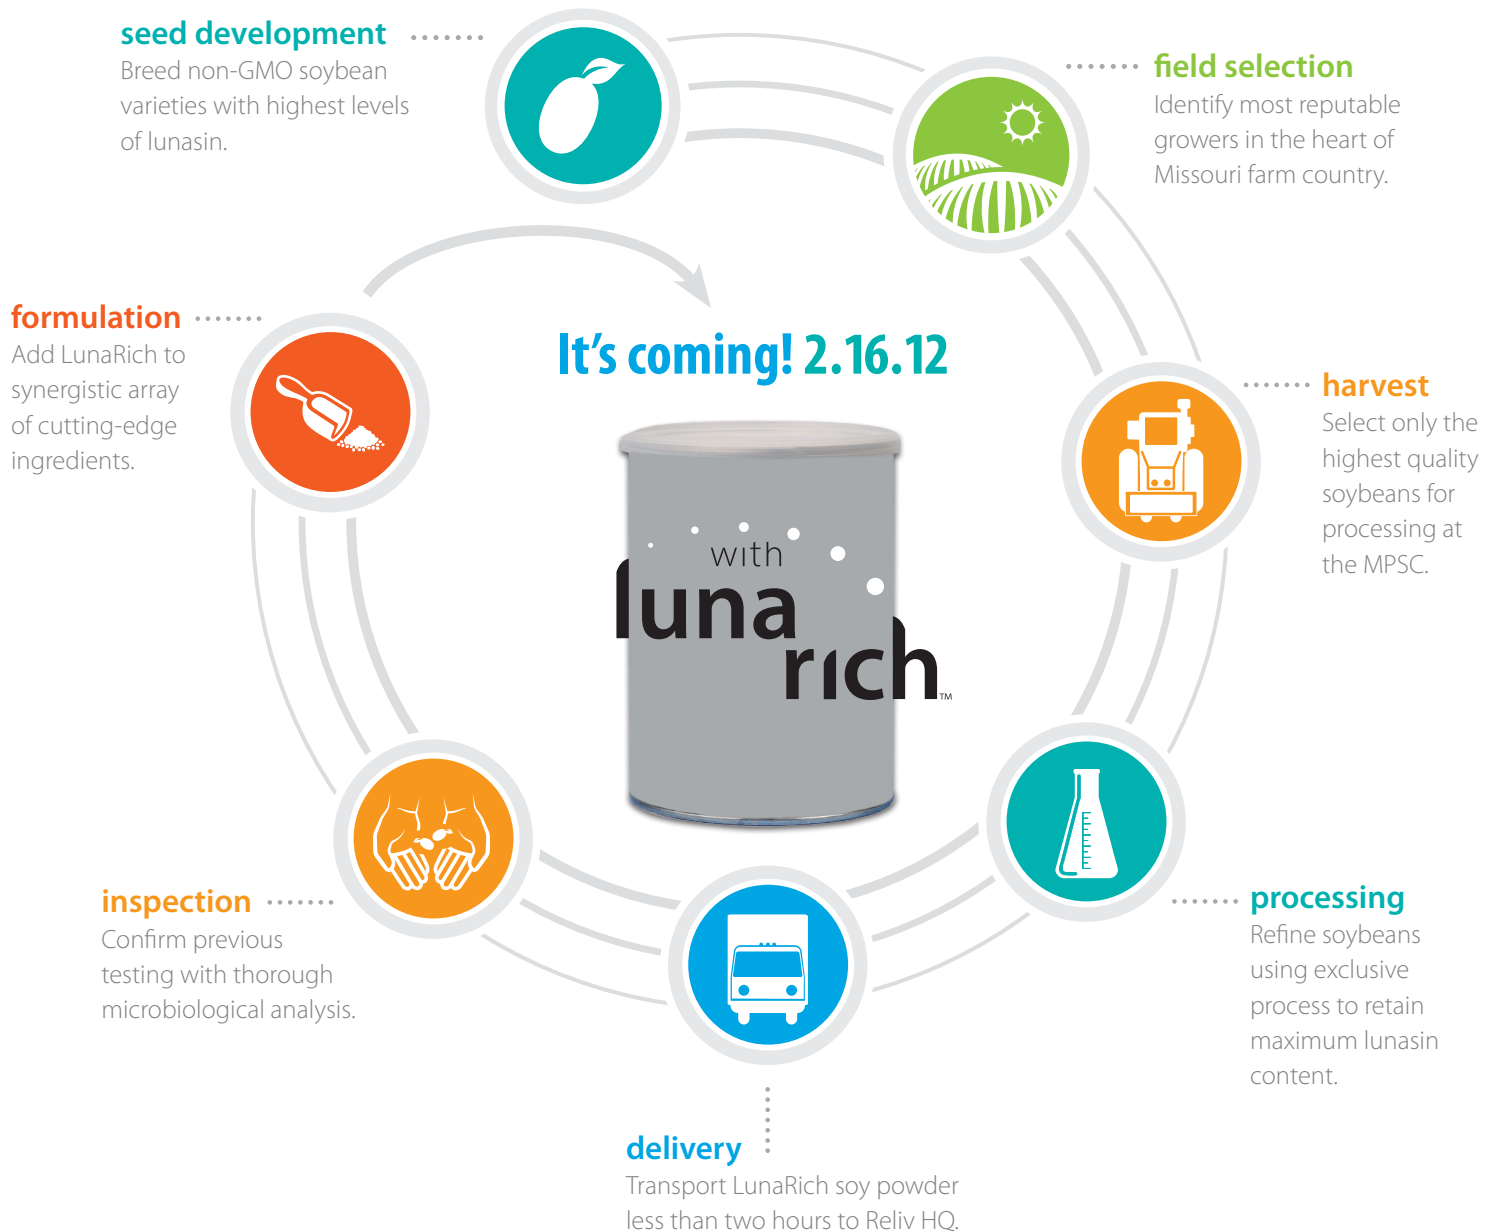 seed development
Breed non-GMO soybean
varieties with highest levels
of lunasin.
field selection
Identify most reputable
growers in the heart of
Missouri farm country.
harvest
Select only the
highest quality
soybeans for
processing at
the MPSC.
processing
Refine soybeans
using exclusive
process to retain
maximum lunasin
content.
delivery
Transport LunaRich soy powder
less than two hours to Reliv HQ.
inspection
Confirm previous
testing with thorough
microbiological analysis.
formulation
Add LunaRich to
synergistic array
of cutting-edge
ingredients.
It's coming! 2.16.12
with
luna
rich™